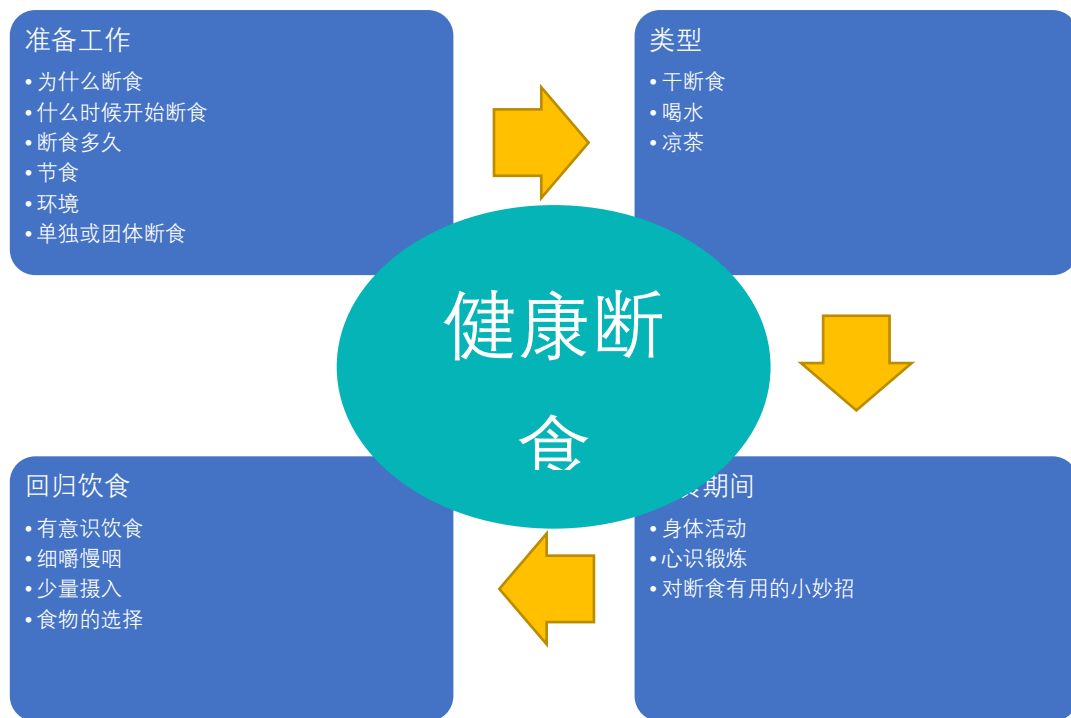 准备工作
• 为什么断食
• 什么时候开始断食
• 断食多久
• 节食
• 环境
• 单独或团体断食
类型
• 干断食
• 喝水
• 凉茶
健康断
食
回归饮食
• 有意识饮食
• 细嚼慢咽
• 少量摄入
• 食物的选择
期间
• 身体活动
• 心识锻炼
• 对断食有用的小妙招